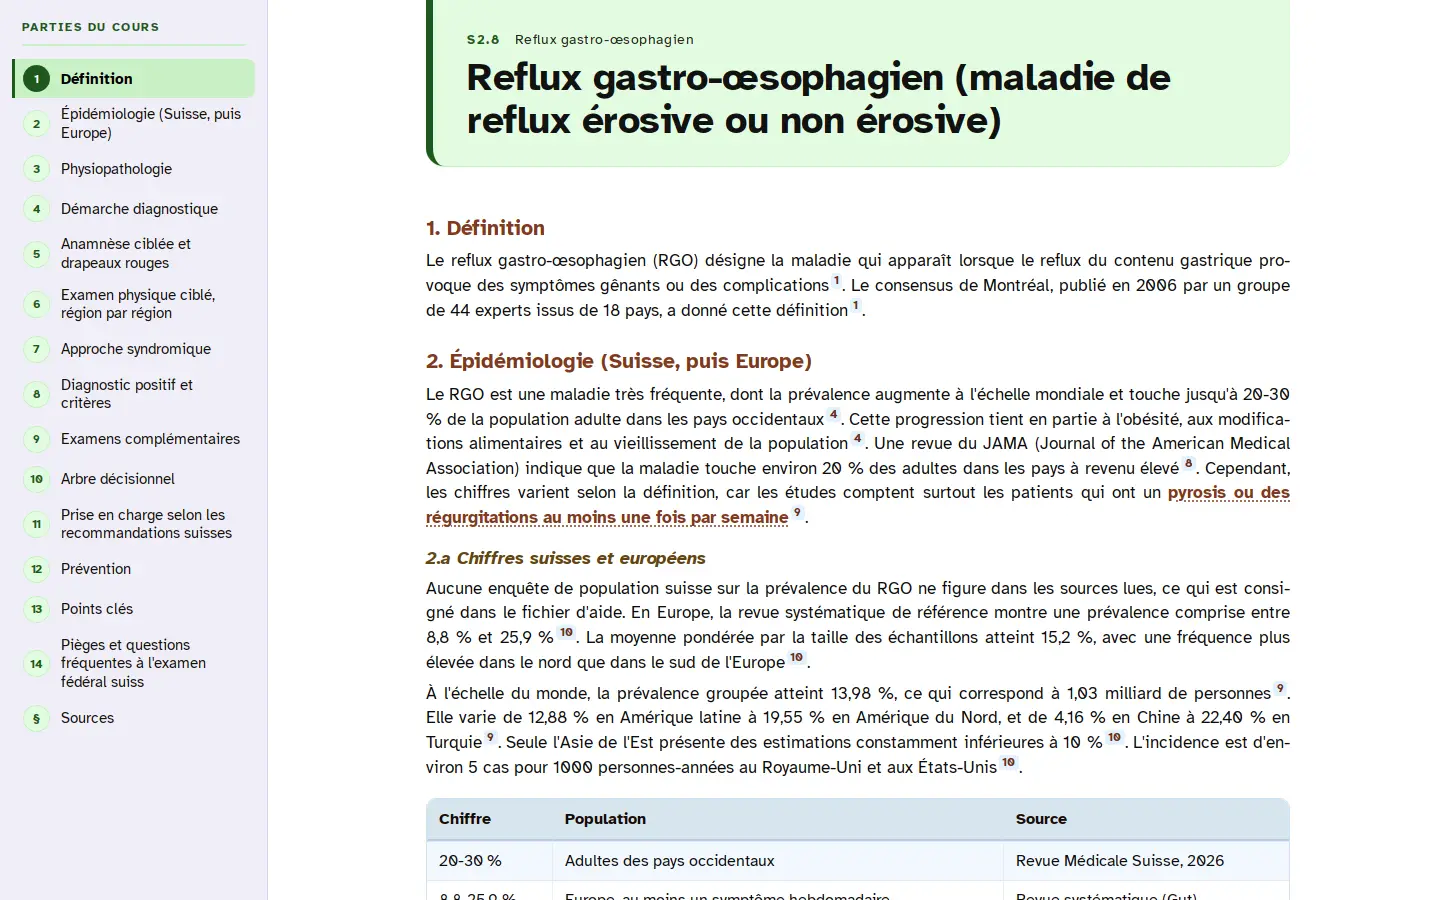 PARTIES DU COURS
1 Définition
2 Épidémiologie (Suisse, puis
Europe)
3 Physiopathologie
4 Démarche diagnostique
5 Anamnèse ciblée et
drapeaux rouges
6 Examen physique ciblé,
région par région
7 Approche syndromique
8 Diagnostic positif et
critères
9 Examens complémentaires
10 Arbre décisionnel
11 Prise en charge selon les
recommandations suisses
12 Prévention
13 Points clés
14 Pièges et questions
fréquentes à l'examen
fédéral suiss
§ Sources
S2.8 Reflux gastro-œsophagien
Reflux gastro-œsophagien (maladie de
reflux érosive ou non érosive)
1. Définition
Le reflux gastro-œsophagien (RGO) désigne la maladie qui apparaît lorsque le reflux du contenu gastrique pro-
voque des symptômes gênants ou des complications 1. Le consensus de Montréal, publié en 2006 par un groupe
de 44 experts issus de 18 pays, a donné cette définition 1.
2. Épidémiologie (Suisse, puis Europe)
Le RGO est une maladie très fréquente, dont la prévalence augmente à l'échelle mondiale et touche jusqu'à 20-30
% de la population adulte dans les pays occidentaux 4. Cette progression tient en partie à l'obésité, aux modifica-
tions alimentaires et au vieillissement de la population 4. Une revue du JAMA (Journal of the American Medical
Association) indique que la maladie touche environ 20 % des adultes dans les pays à revenu élevé 8. Cependant,
les chiffres varient selon la définition, car les études comptent surtout les patients qui ont un pyrosis ou des
régurgitations au moins une fois par semaine 9.
2.a Chiffres suisses et européens
Aucune enquête de population suisse sur la prévalence du RGO ne figure dans les sources lues, ce qui est consi-
gné dans le fichier d'aide. En Europe, la revue systématique de référence montre une prévalence comprise entre
8,8 % et 25,9 % 10. La moyenne pondérée par la taille des échantillons atteint 15,2 %, avec une fréquence plus
élevée dans le nord que dans le sud de l'Europe 10.
À l'échelle du monde, la prévalence groupée atteint 13,98 %, ce qui correspond à 1,03 milliard de personnes 9.
Elle varie de 12,88 % en Amérique latine à 19,55 % en Amérique du Nord, et de 4,16 % en Chine à 22,40 % en
Turquie 9. Seule l'Asie de l'Est présente des estimations constamment inférieures à 10 % 10. L'incidence est d'en-
viron 5 cas pour 1000 personnes-années au Royaume-Uni et aux États-Unis 10.
Chiffre Population Source
20-30 % Adultes des pays occidentaux Revue Médicale Suisse, 2026
8,8-25,9 % Europe, au moins un symptôme hebdomadaire Revue systématique (Gut)